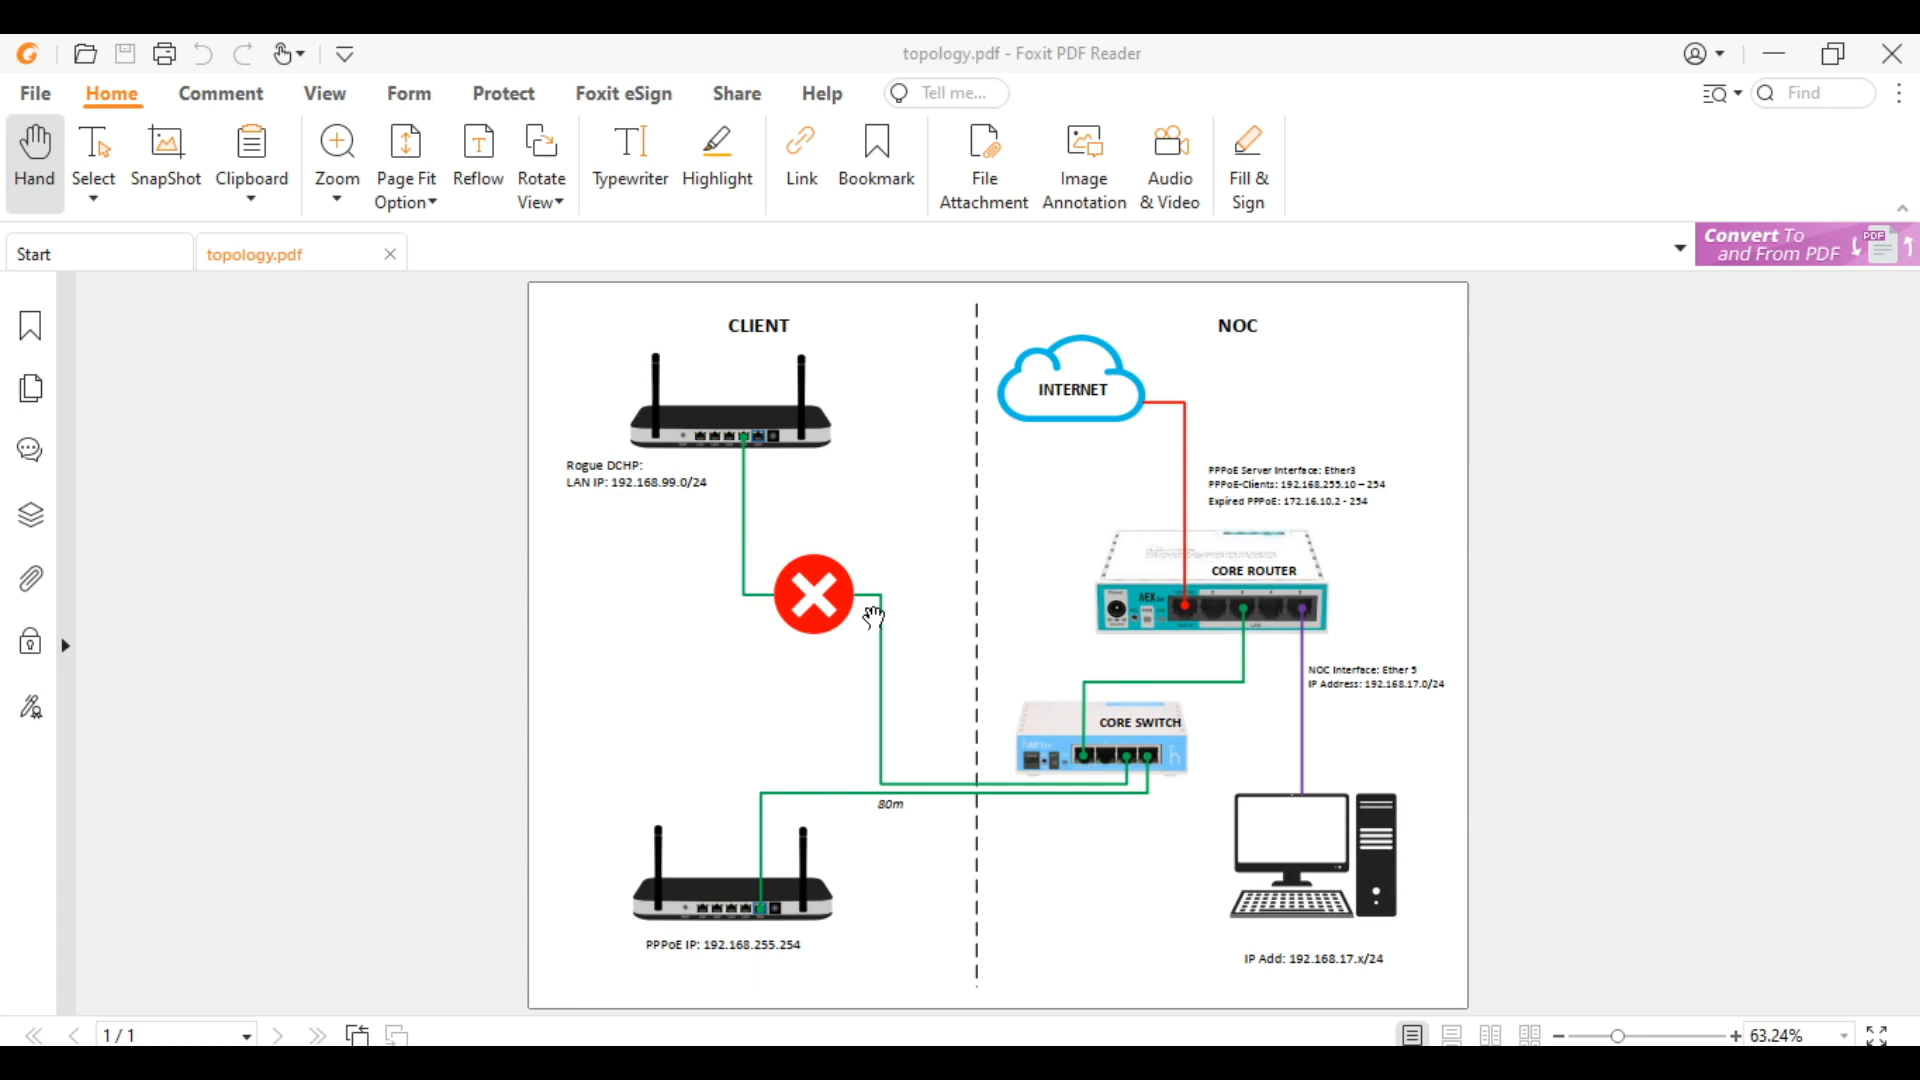 topology.pdf - Foxit PDF Reader
File Home Comment View Form Protect Foxit eSign Share Help Tell me... Find
Hand Select SnapShot Clipboard Zoom Page Fit Option Reflow Rotate View Typewriter Highlight Link Bookmark File Attachment Image Annotation Audio & Video Fill & Sign
Start topology.pdf
Convert To
and From PDF
PDF
CLIENT
NOC
INTERNET
Rogue DCHP:
LAN IP: 192.168.99.0/24
PPPoE Server Interface: Ether3
PPPoE-Clients: 192.168.255.10 – 254
Expired PPPoE: 172.16.10.2 - 254
CORE ROUTER
hEX
NOC Interface: Ether 5
IP Address: 192.168.17.0/24
CORE SWITCH
80m
PPPoE IP: 192.168.255.254
IP Add: 192.168.17.x/24
1 / 1
63.24%